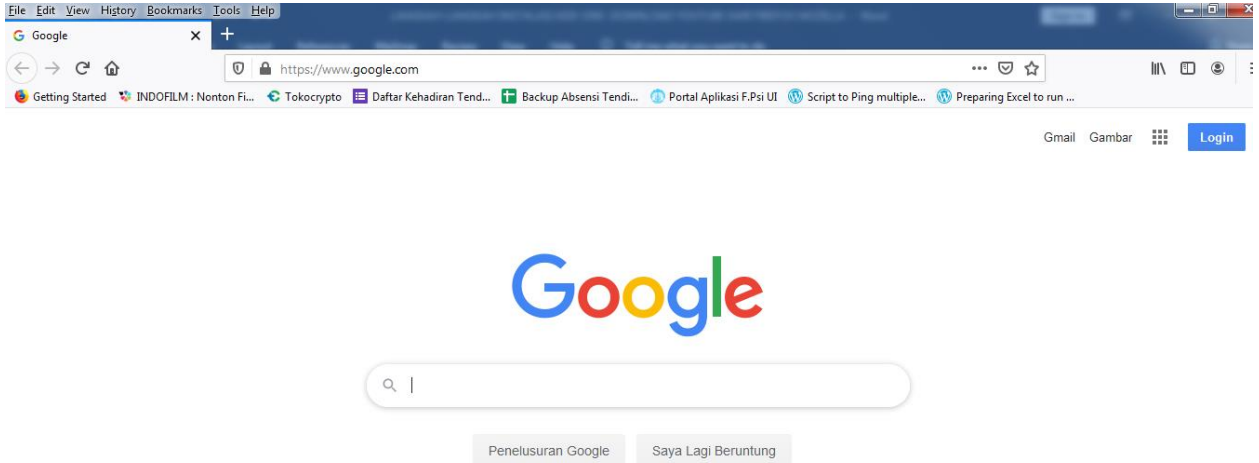 File Edit View History Bookmarks Tools Help
Google
https://www.google.com
Getting Started INDOFILM : Nonton Fi... Tokocrypto Daftar Kehadiran Tend... Backup Absensi Tendi... Portal Aplikasi F.Psi UI Script to Ping multiple... Preparing Excel to run ...
Gmail Gambar Login
Google
Penelusuran Google Saya Lagi Beruntung